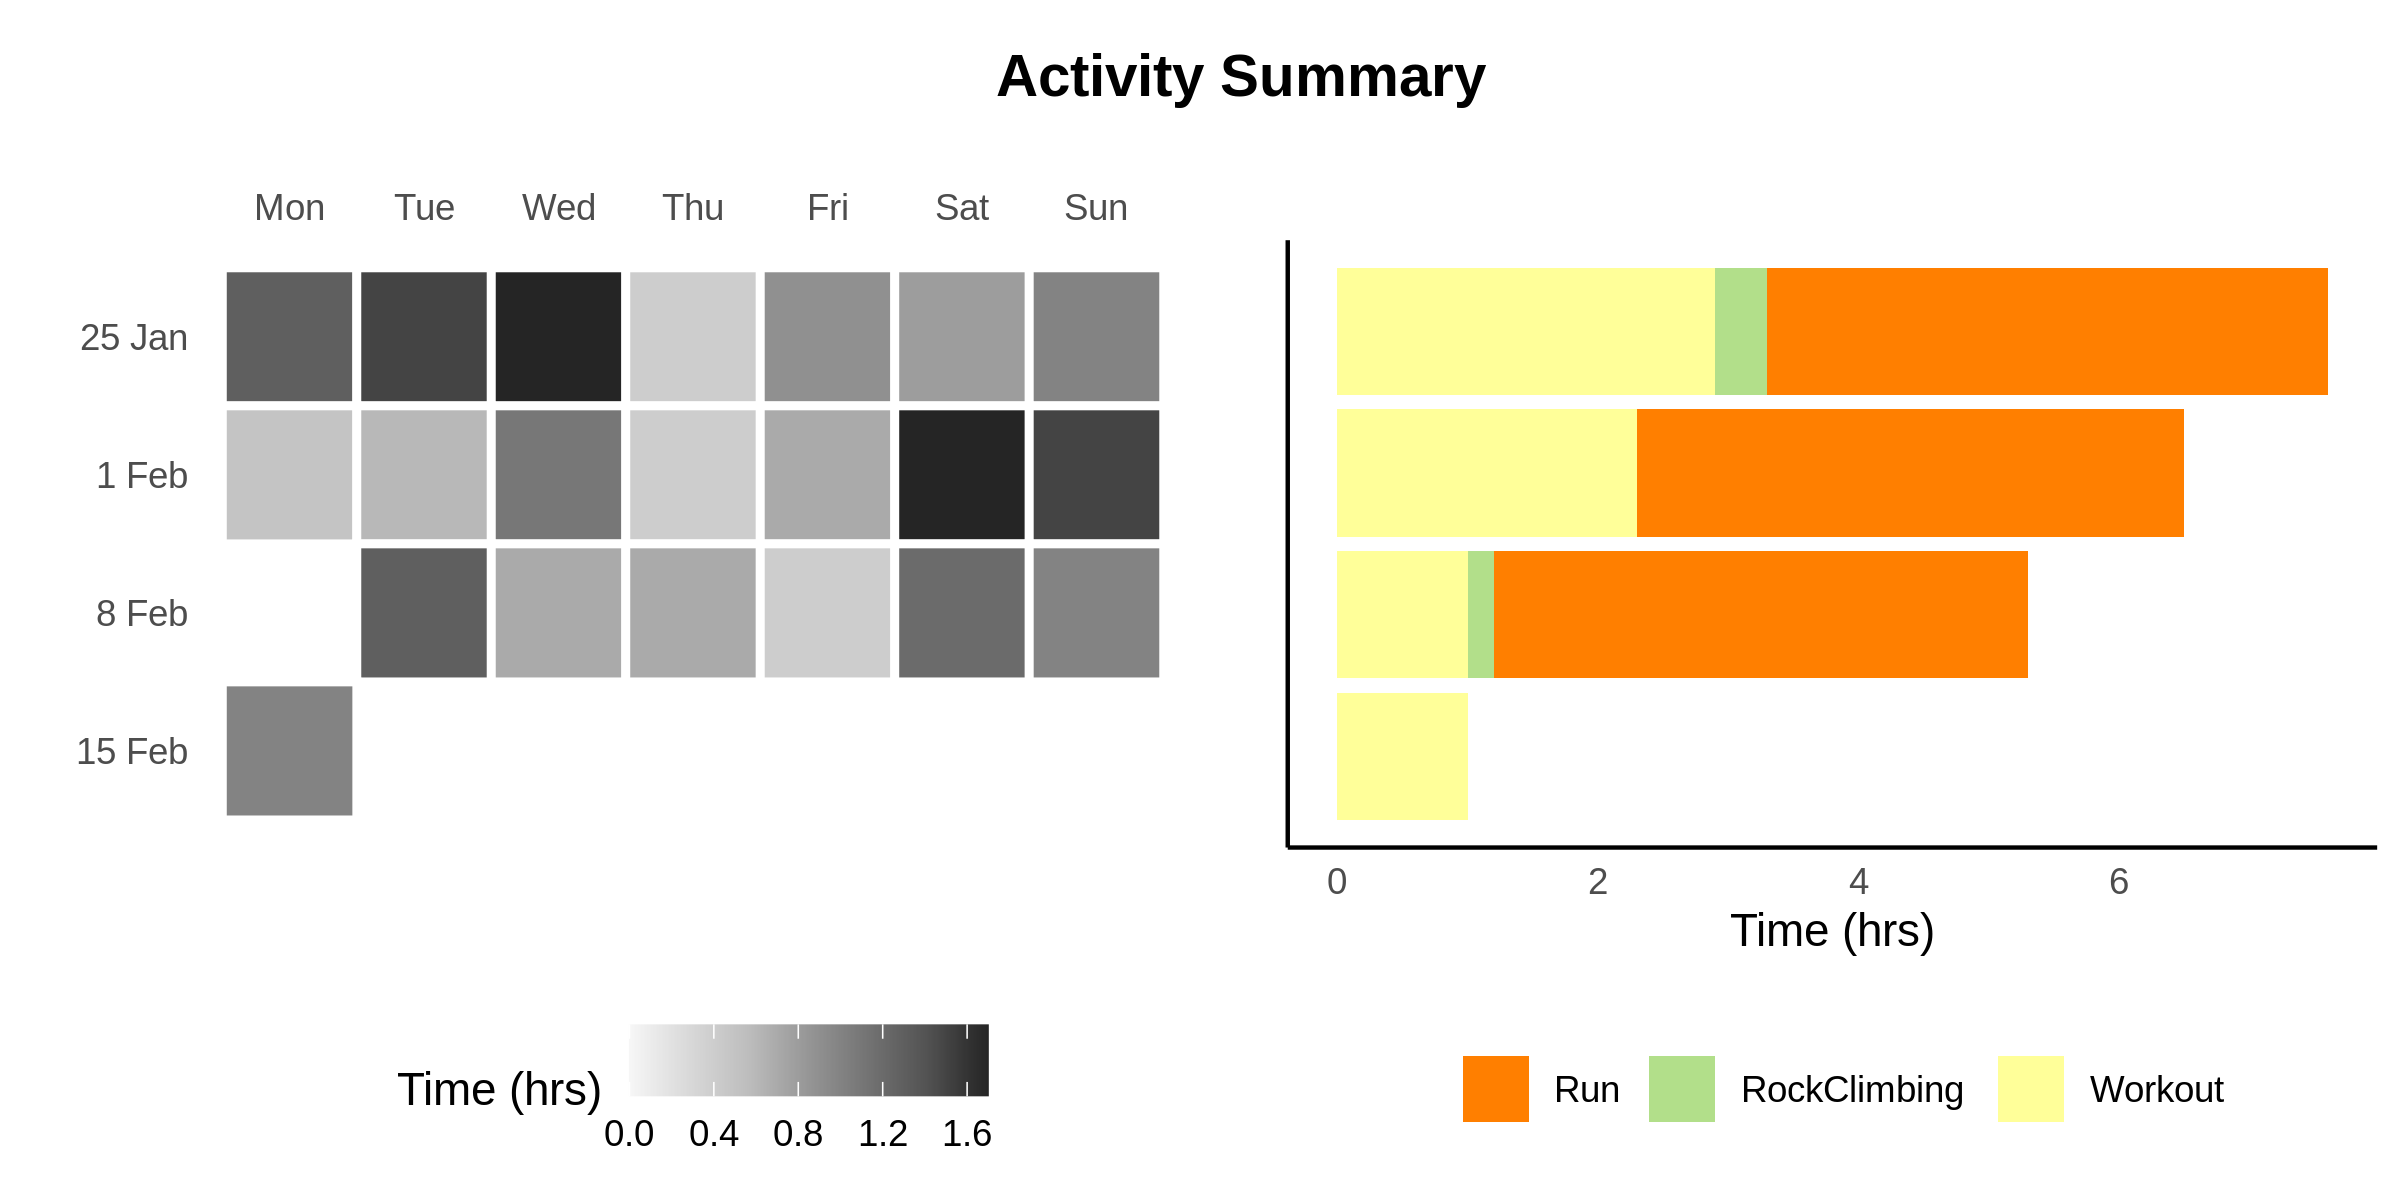 Activity Summary
Mon Tue Wed Thu Fri Sat Sun
25 Jan
1 Feb
8 Feb
15 Feb
0 2 4 6
Time (hrs)
Time (hrs)
0.0 0.4 0.8 1.2 1.6
Run RockClimbing Workout